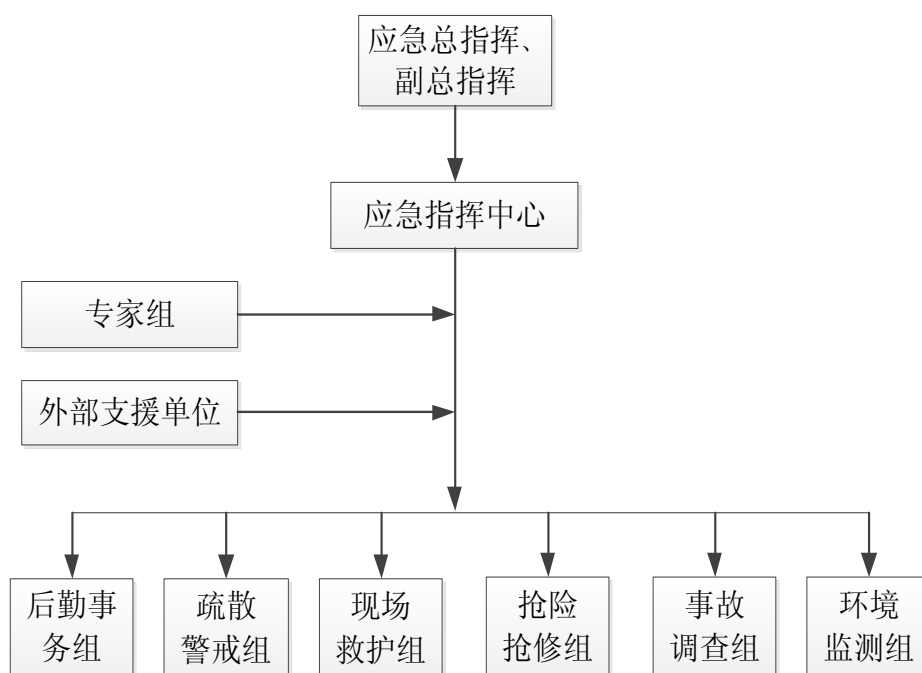 应急总指挥、
副总指挥
应急指挥中心
专家组
外部支援单位
后勤事
务组
疏散
警戒组
现场
救护组
抢险
抢修组
事故
调查组
环境
监测组